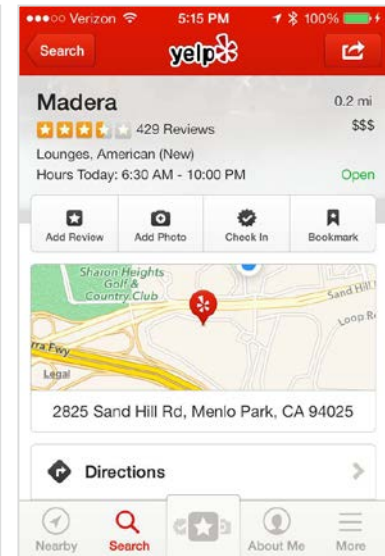 Verizon 5:15 PM 100%
Search yelp
Madera 0.2 mi
429 Reviews $$$
Lounges, American (New)
Hours Today: 6:30 AM - 10:00 PM Open
Add Review Add Photo Check In Bookmark
Sharon Heights
Golf &
Country Club
Sand Hill
Loop R
rra Fwy
Legal
2825 Sand Hill Rd, Menlo Park, CA 94025
Directions
Nearby Search About Me More